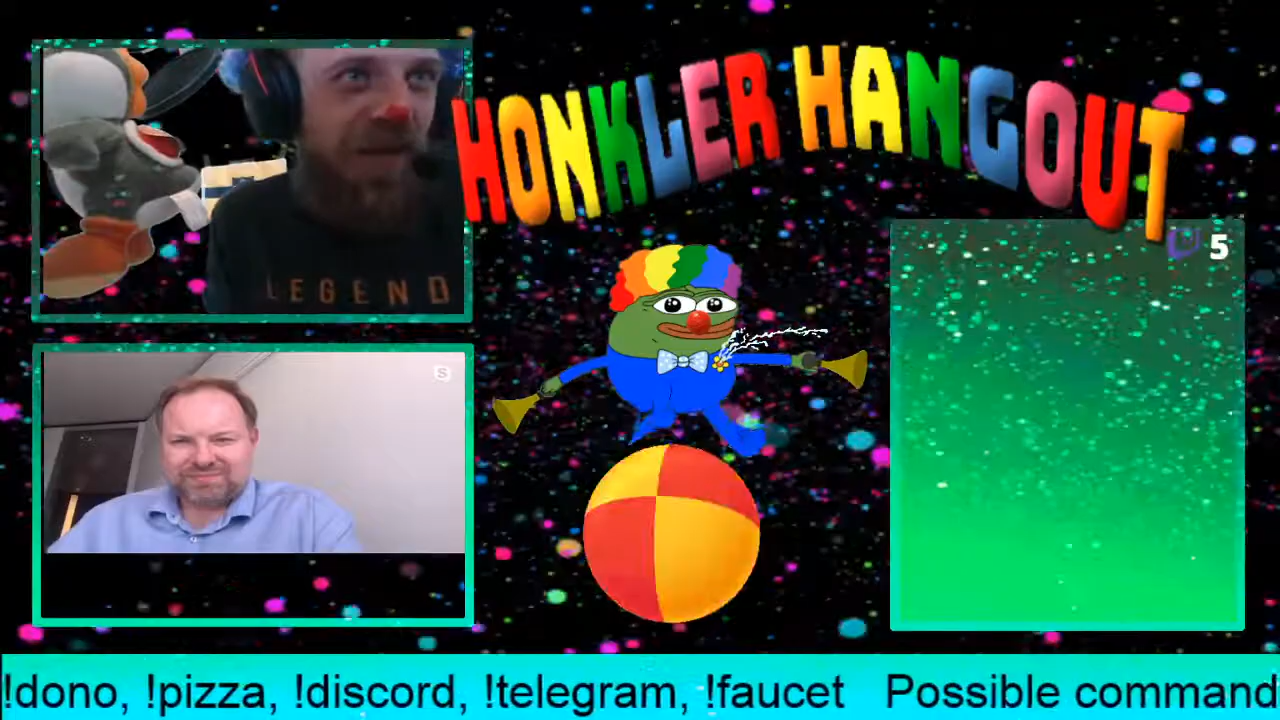 HONKLER HANGOUT
LEGEND
5
S
!dono, !pizza, !discord, !telegram, !faucet Possible command